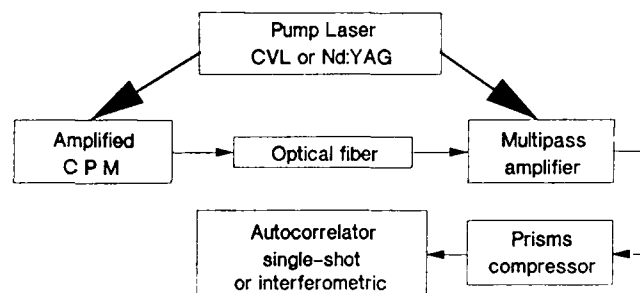 Pump Laser
CVL or Nd:YAG
Amplified
C P M
Optical fiber
Multipass
amplifier
Autocorrelator
single-shot
or interferometric
Prisms
compressor